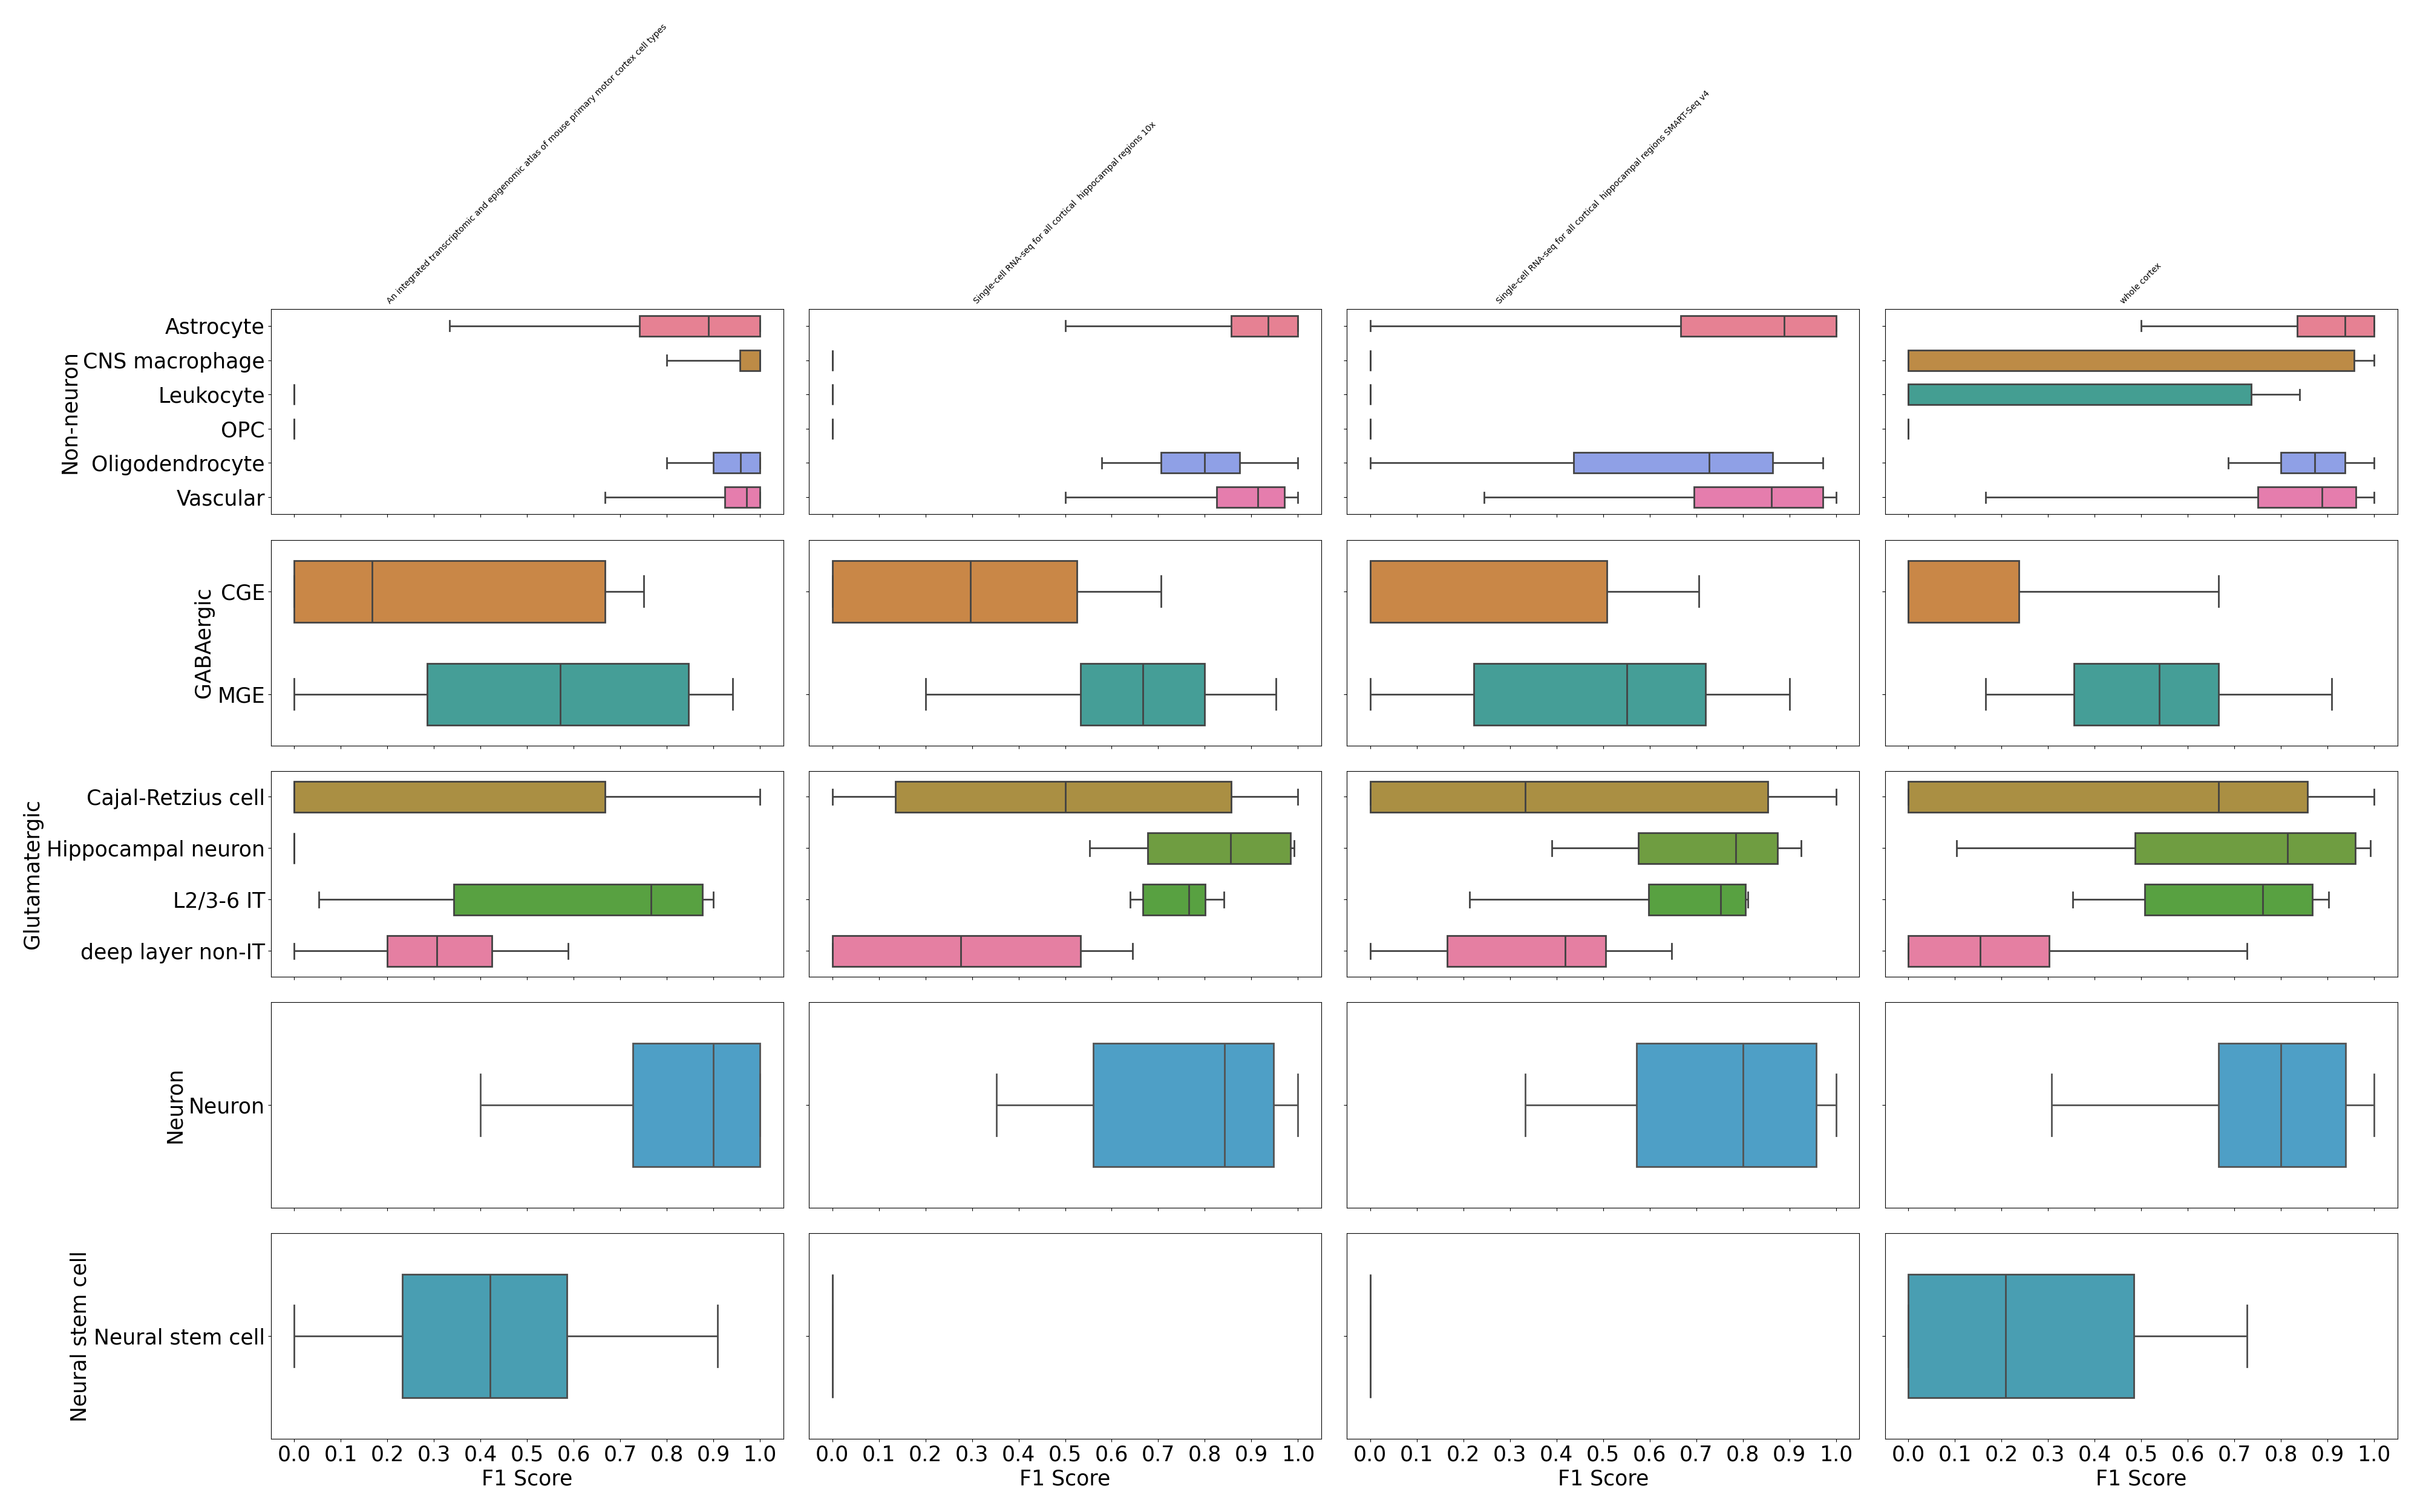 An integrated transcriptomic and epigenomic atlas of mouse primary motor cortex cell types
Single-cell RNA-seq for all cortical  hippocampal regions 10x
Single-cell RNA-seq for all cortical  hippocampal regions SMART-Seq v4
whole cortex
Non-neuron
Astrocyte
CNS macrophage
Leukocyte
OPC
Oligodendrocyte
Vascular
GABAergic
CGE
MGE
Glutamatergic
Cajal-Retzius cell
Hippocampal neuron
L2/3-6 IT
deep layer non-IT
Neuron
Neuron
Neural stem cell
Neural stem cell
0.0 0.1 0.2 0.3 0.4 0.5 0.6 0.7 0.8 0.9 1.0
F1 Score
0.0 0.1 0.2 0.3 0.4 0.5 0.6 0.7 0.8 0.9 1.0
F1 Score
0.0 0.1 0.2 0.3 0.4 0.5 0.6 0.7 0.8 0.9 1.0
F1 Score
0.0 0.1 0.2 0.3 0.4 0.5 0.6 0.7 0.8 0.9 1.0
F1 Score